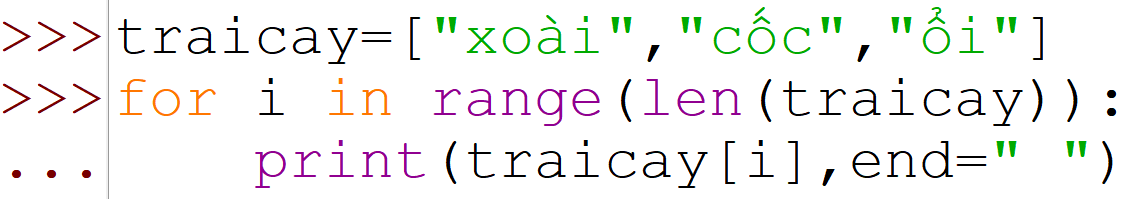 >>> traicay=["xoài","cốc","ổi"]
>>> for i in range(len(traicay)):
...     print(traicay[i],end=" ")